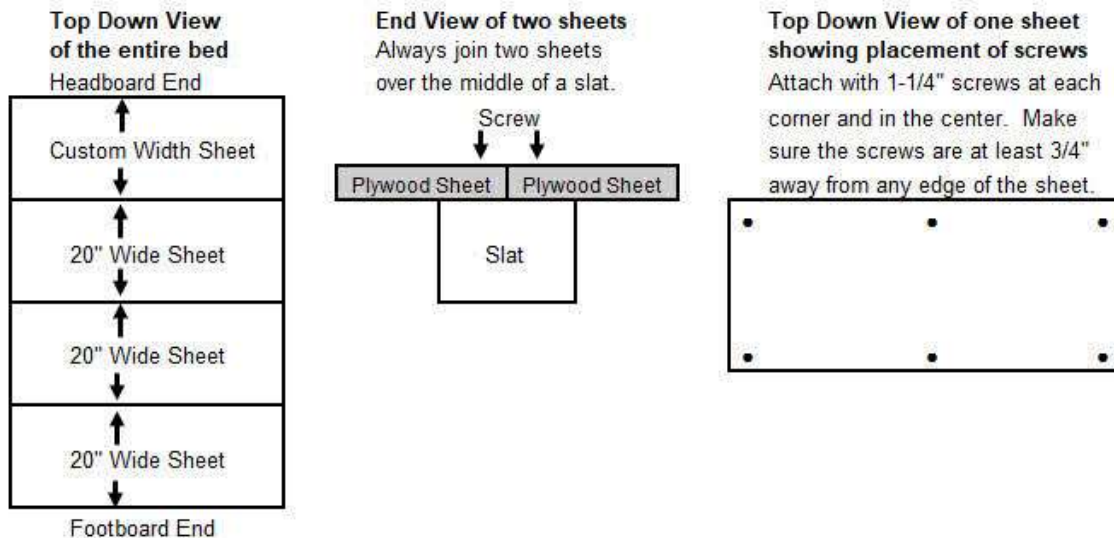 Top Down View
of the entire bed
Headboard End
Custom Width Sheet
20" Wide Sheet
20" Wide Sheet
20" Wide Sheet
Footboard End
End View of two sheets
Always join two sheets
over the middle of a slat.
Screw
Plywood Sheet Plywood Sheet
Slat
Top Down View of one sheet
showing placement of screws
Attach with 1-1/4" screws at each
corner and in the center. Make
sure the screws are at least 3/4"
away from any edge of the sheet.